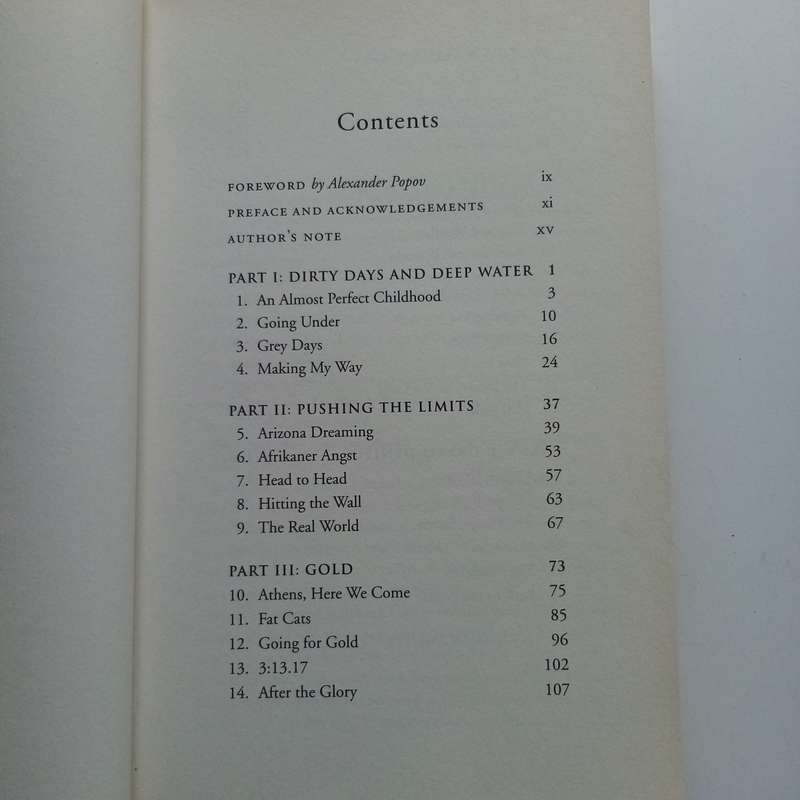 Contents
FOREWORD by Alexander Popov ix
PREFACE AND ACKNOWLEDGEMENTS xi
AUTHOR'S NOTE xv
PART I: DIRTY DAYS AND DEEP WATER 1
1. An Almost Perfect Childhood 3
2. Going Under 10
3. Grey Days 16
4. Making My Way 24
PART II: PUSHING THE LIMITS 37
5. Arizona Dreaming 39
6. Afrikaner Angst 53
7. Head to Head 57
8. Hitting the Wall 63
9. The Real World 67
PART III: GOLD 73
10. Athens, Here We Come 75
11. Fat Cats 85
12. Going for Gold 96
13. 3:13.17 102
14. After the Glory 107